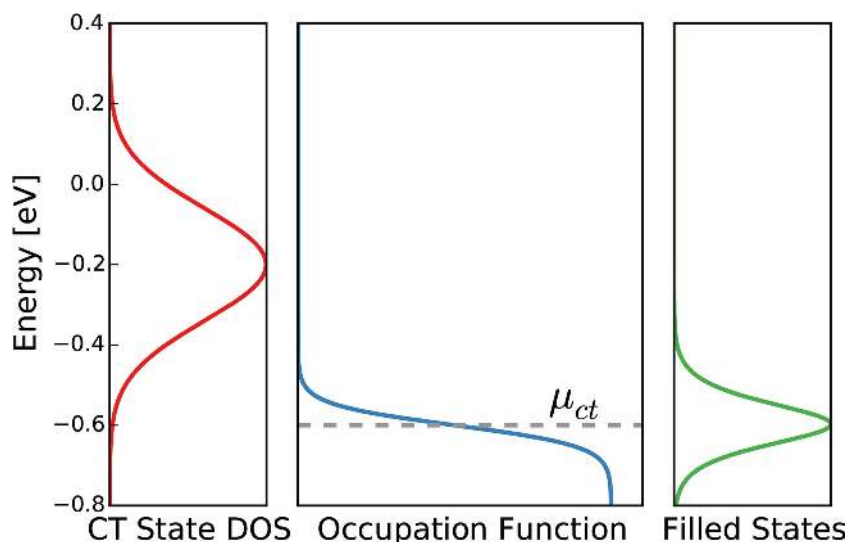 0.4
0.2
0.0
−0.2
−0.4
−0.6
−0.8
Energy [eV]
μct
CT State DOS Occupation Function Filled States